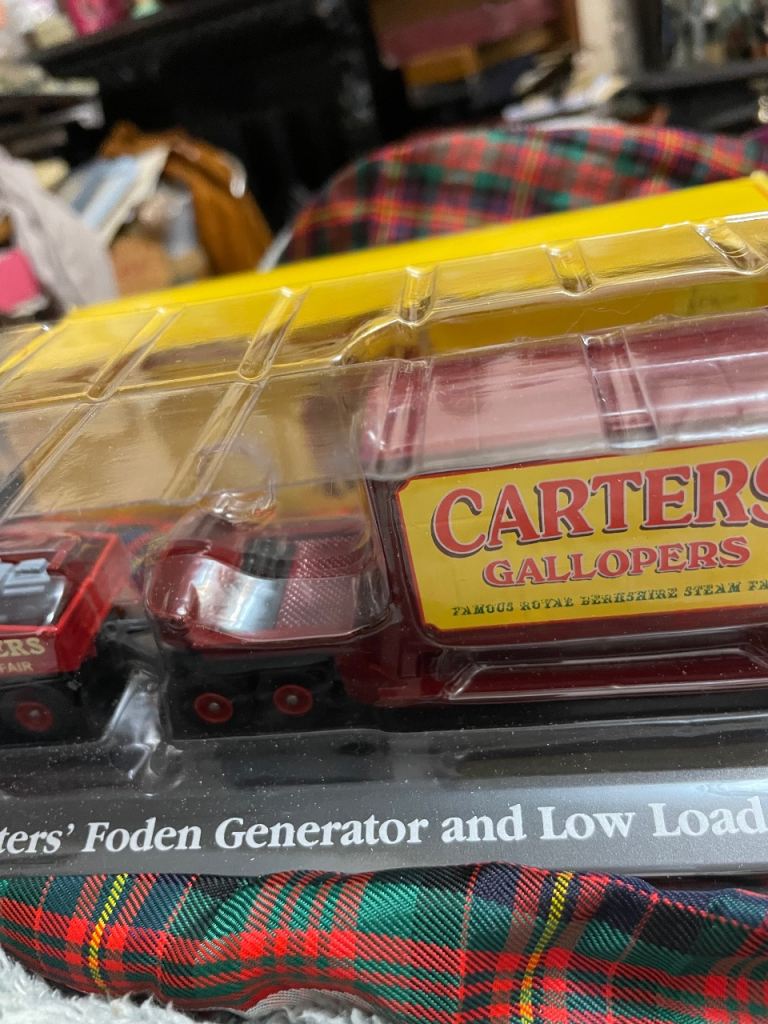 CARTERS
GALLOPERS
FAMOUS ROYAL BERKSHIRE STEAM FA
ERS
FAIR
ters' Foden Generator and Low Load